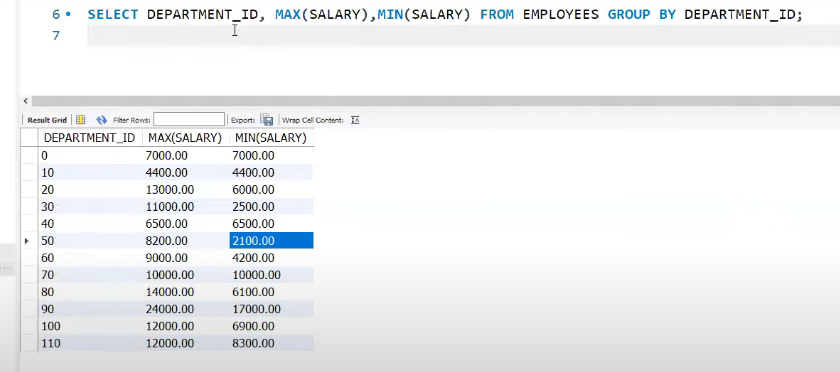 6 SELECT DEPARTMENT_ID, MAX(SALARY),MIN(SALARY) FROM EMPLOYEES GROUP BY DEPARTMENT_ID;
7
Result Grid Filter Rows: Export: Wrap Cell Content:
DEPARTMENT_ID MAX(SALARY) MIN(SALARY)
0 7000.00 7000.00
10 4400.00 4400.00
20 13000.00 6000.00
30 11000.00 2500.00
40 6500.00 6500.00
50 8200.00 2100.00
60 9000.00 4200.00
70 10000.00 10000.00
80 14000.00 6100.00
90 24000.00 17000.00
100 12000.00 6900.00
110 12000.00 8300.00